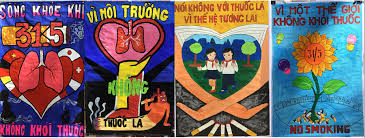 SỐNG KHỎE KHI
31.5
KHÔNG KHÓI THUỐC
VÌ MÔI TRƯỜNG
KHÔNG
THUỐC LÁ
NÓI KHÔNG VỚI THUỐC LÁ
VÌ THẾ HỆ TƯƠNG LAI
VÌ MỘT THẾ GIỚI
KHÔNG KHÓI THUỐC
31/5
NO SMOKING